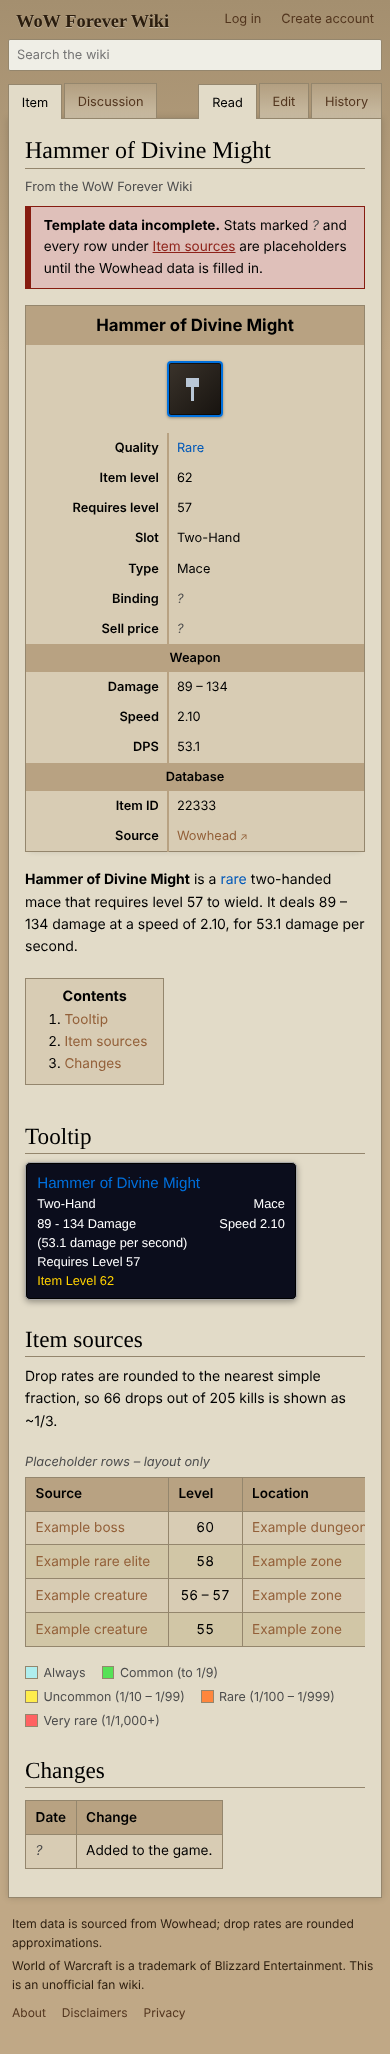 WoW Forever Wiki
Log in Create account
Search the wiki
Item Discussion Read Edit History
Hammer of Divine Might
From the WoW Forever Wiki
Template data incomplete. Stats marked ? and
every row under Item sources are placeholders
until the Wowhead data is filled in.
Hammer of Divine Might
Quality Rare
Item level 62
Requires level 57
Slot Two-Hand
Type Mace
Binding ?
Sell price ?
Weapon
Damage 89 – 134
Speed 2.10
DPS 53.1
Database
Item ID 22333
Source Wowhead ↗
Hammer of Divine Might is a rare two-handed
mace that requires level 57 to wield. It deals 89 –
134 damage at a speed of 2.10, for 53.1 damage per
second.
Contents
1. Tooltip
2. Item sources
3. Changes
Tooltip
Hammer of Divine Might
Two-Hand Mace
89 - 134 Damage Speed 2.10
(53.1 damage per second)
Requires Level 57
Item Level 62
Item sources
Drop rates are rounded to the nearest simple
fraction, so 66 drops out of 205 kills is shown as
~1/3.
Placeholder rows – layout only
Source Level Location
Example boss 60 Example dungeon
Example rare elite 58 Example zone
Example creature 56 – 57 Example zone
Example creature 55 Example zone
Always Common (to 1/9)
Uncommon (1/10 – 1/99) Rare (1/100 – 1/999)
Very rare (1/1,000+)
Changes
Date Change
? Added to the game.
Item data is sourced from Wowhead; drop rates are rounded
approximations.
World of Warcraft is a trademark of Blizzard Entertainment. This
is an unofficial fan wiki.
About Disclaimers Privacy